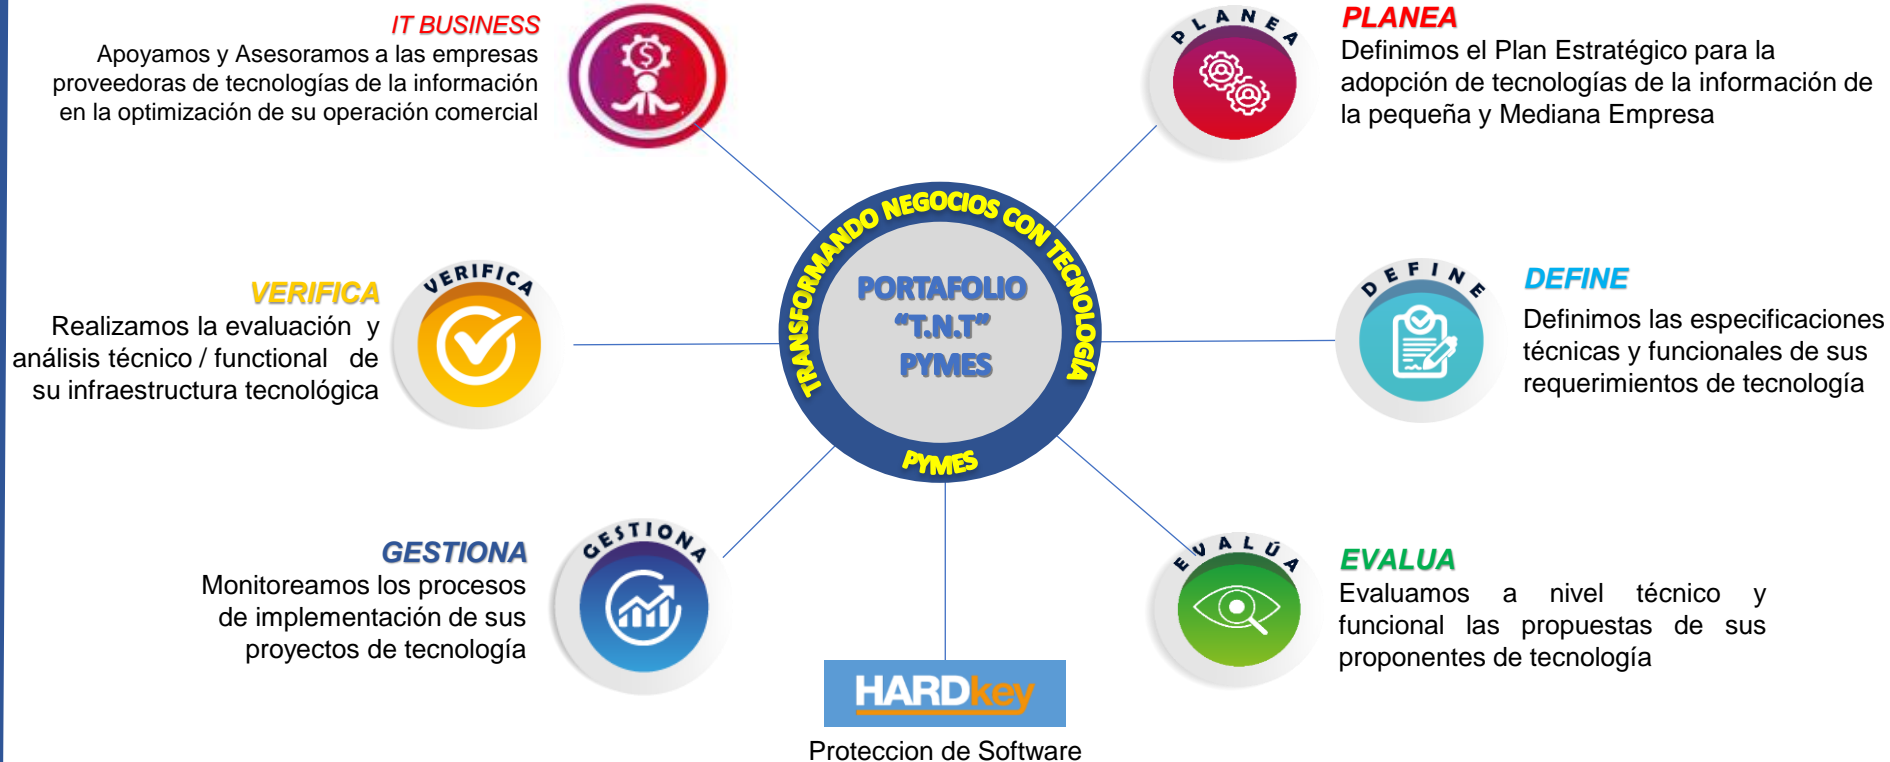 IT BUSINESS
Apoyamos y Asesoramos a las empresas
proveedoras de tecnologías de la información
en la optimización de su operación comercial
PLANEA
PLANEA
Definimos el Plan Estratégico para la
adopción de tecnologías de la información de
la pequeña y Mediana Empresa
TRANSFORMANDO NEGOCIOS CON TECNOLOGÍA
PORTAFOLIO
“T.N.T”
PYMES
PYMES
VERIFICA
Realizamos la evaluación y
análisis técnico / functional de
su infraestructura tecnológica
VERIFICA
DEFINE
DEFINE
Definimos las especificaciones
técnicas y funcionales de sus
requerimientos de tecnología
GESTIONA
Monitoreamos los procesos
de implementación de sus
proyectos de tecnología
GESTIONA
EVALÚA
EVALUA
Evaluamos a nivel técnico y
funcional las propuestas de sus
proponentes de tecnología
HARDkey
Proteccion de Software